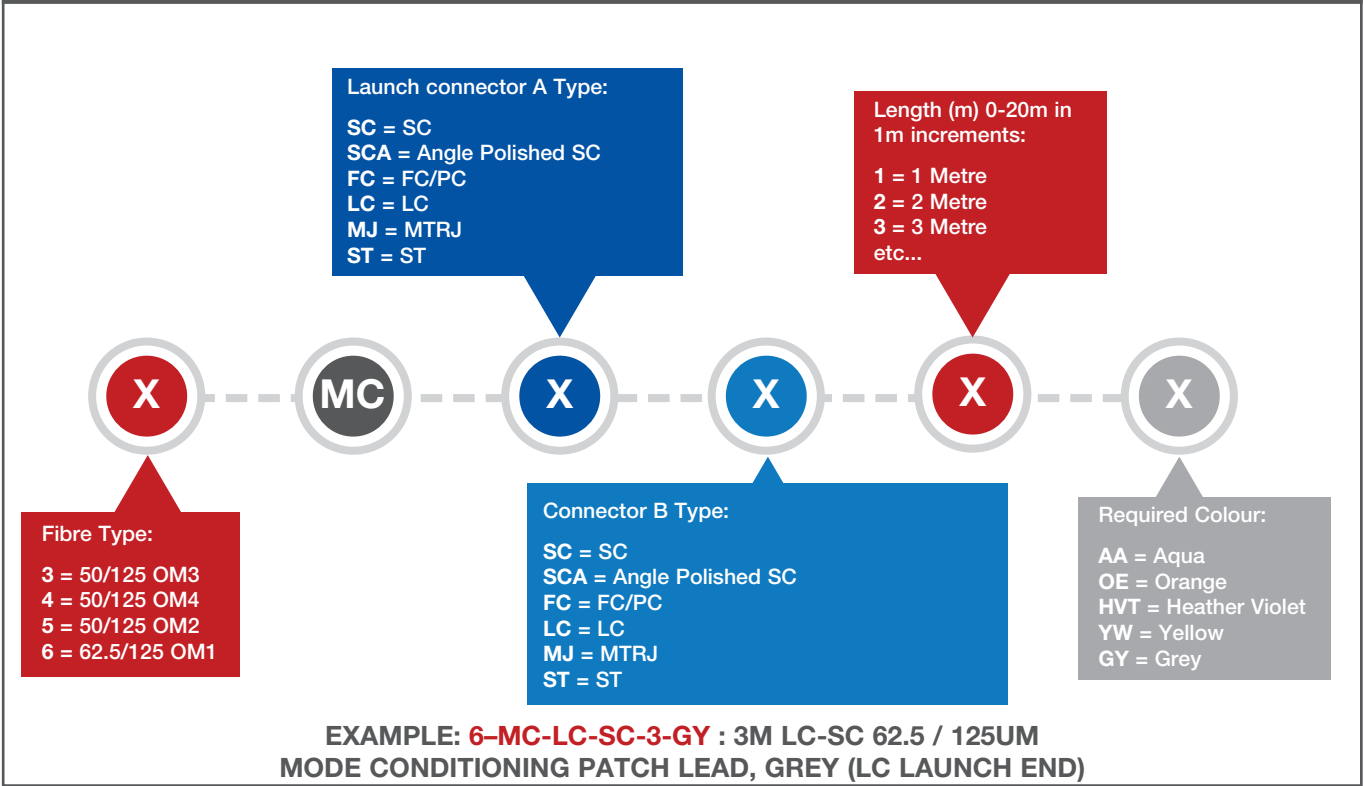 Launch connector A Type:
SC = SC
SCA = Angle Polished SC
FC = FC/PC
LC = LC
MJ = MTRJ
ST = ST
Length (m) 0-20m in
1m increments:
1 = 1 Metre
2 = 2 Metre
3 = 3 Metre
etc...
X
MC
X
X
X
X
Fibre Type:
3 = 50/125 OM3
4 = 50/125 OM4
5 = 50/125 OM2
6 = 62.5/125 OM1
Connector B Type:
SC = SC
SCA = Angle Polished SC
FC = FC/PC
LC = LC
MJ = MTRJ
ST = ST
Required Colour:
AA = Aqua
OE = Orange
HVT = Heather Violet
YW = Yellow
GY = Grey
EXAMPLE: 6–MC-LC-SC-3-GY : 3M LC-SC 62.5 / 125UM
MODE CONDITIONING PATCH LEAD, GREY (LC LAUNCH END)